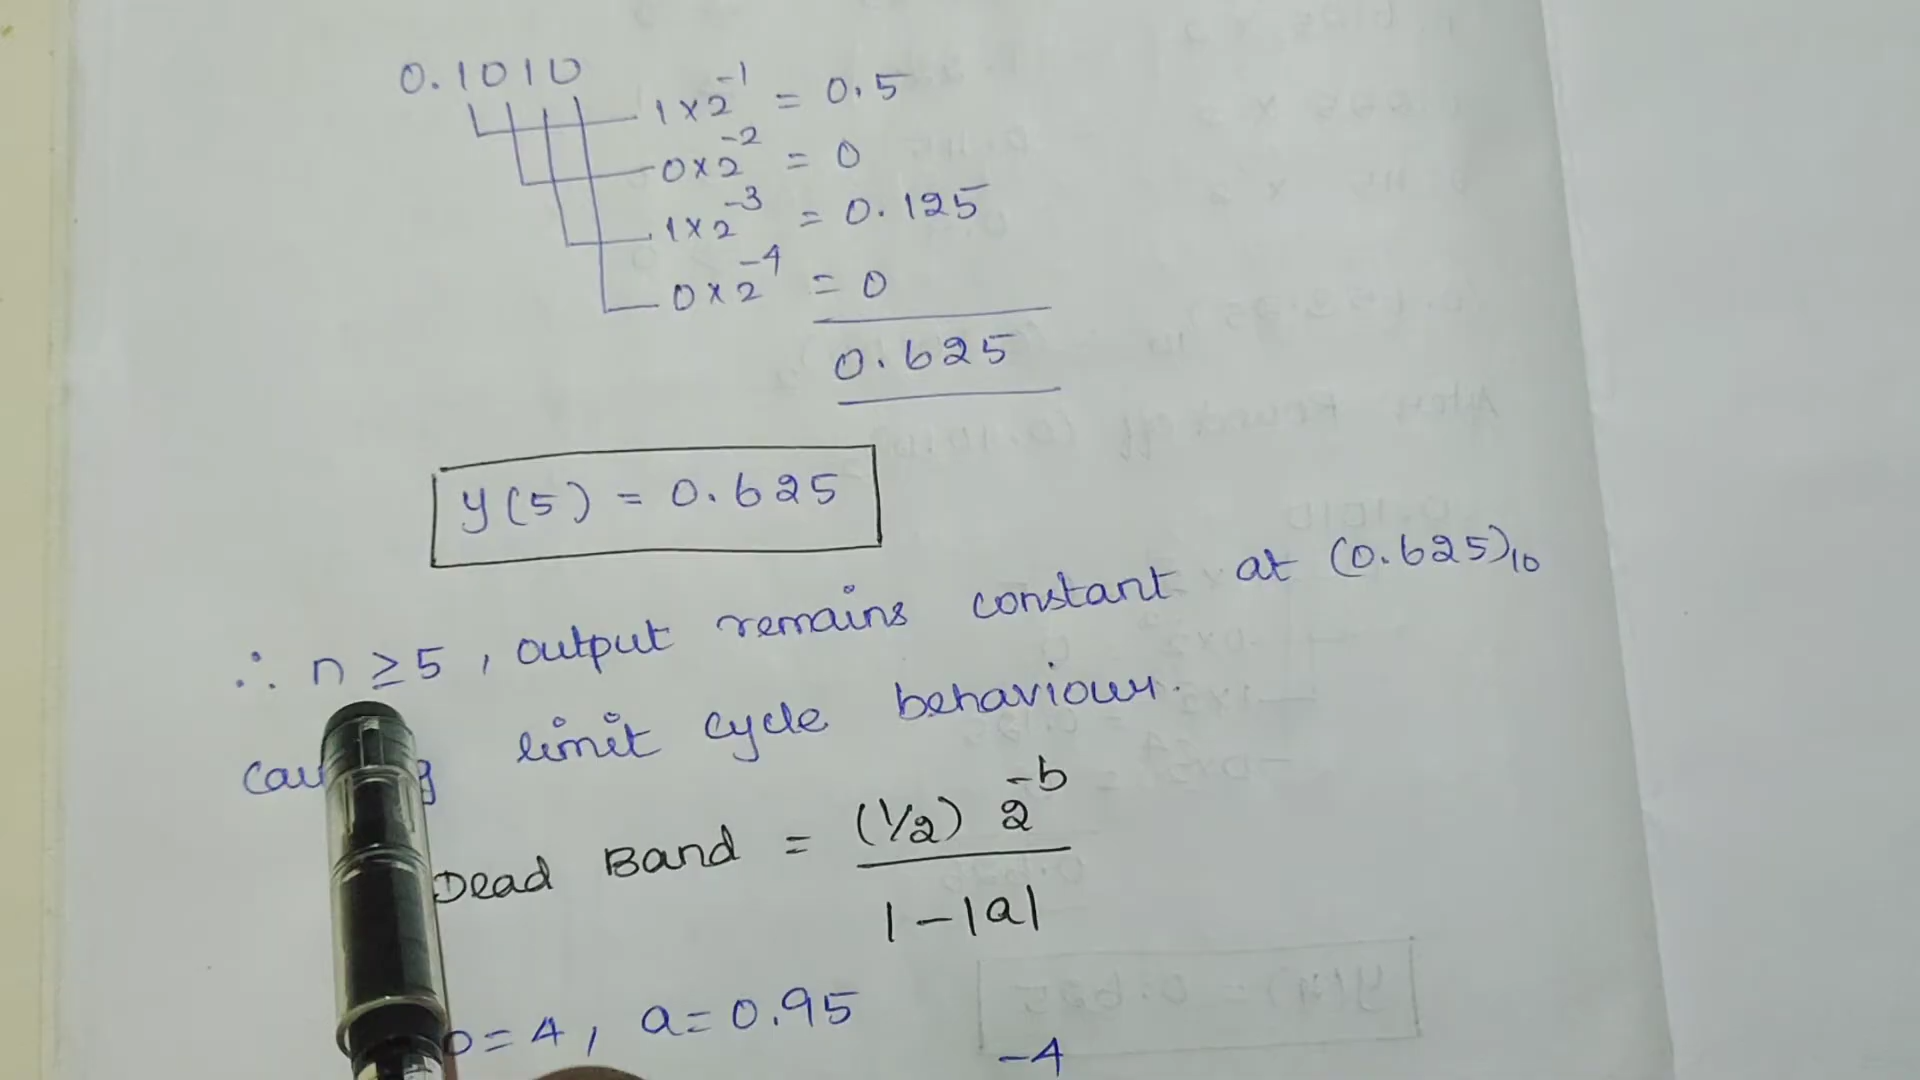 0.1010
1×2^-1 = 0.5
0×2^-2 = 0
1×2^-3 = 0.125
0×2^-4 = 0
0.625
y(5) = 0.625
∴ n ≥ 5, output remains constant at (0.625)10
limit cycle behaviour.
Dead Band = (1/2) 2^-b / 1-|a|
= 4, a = 0.95
-4